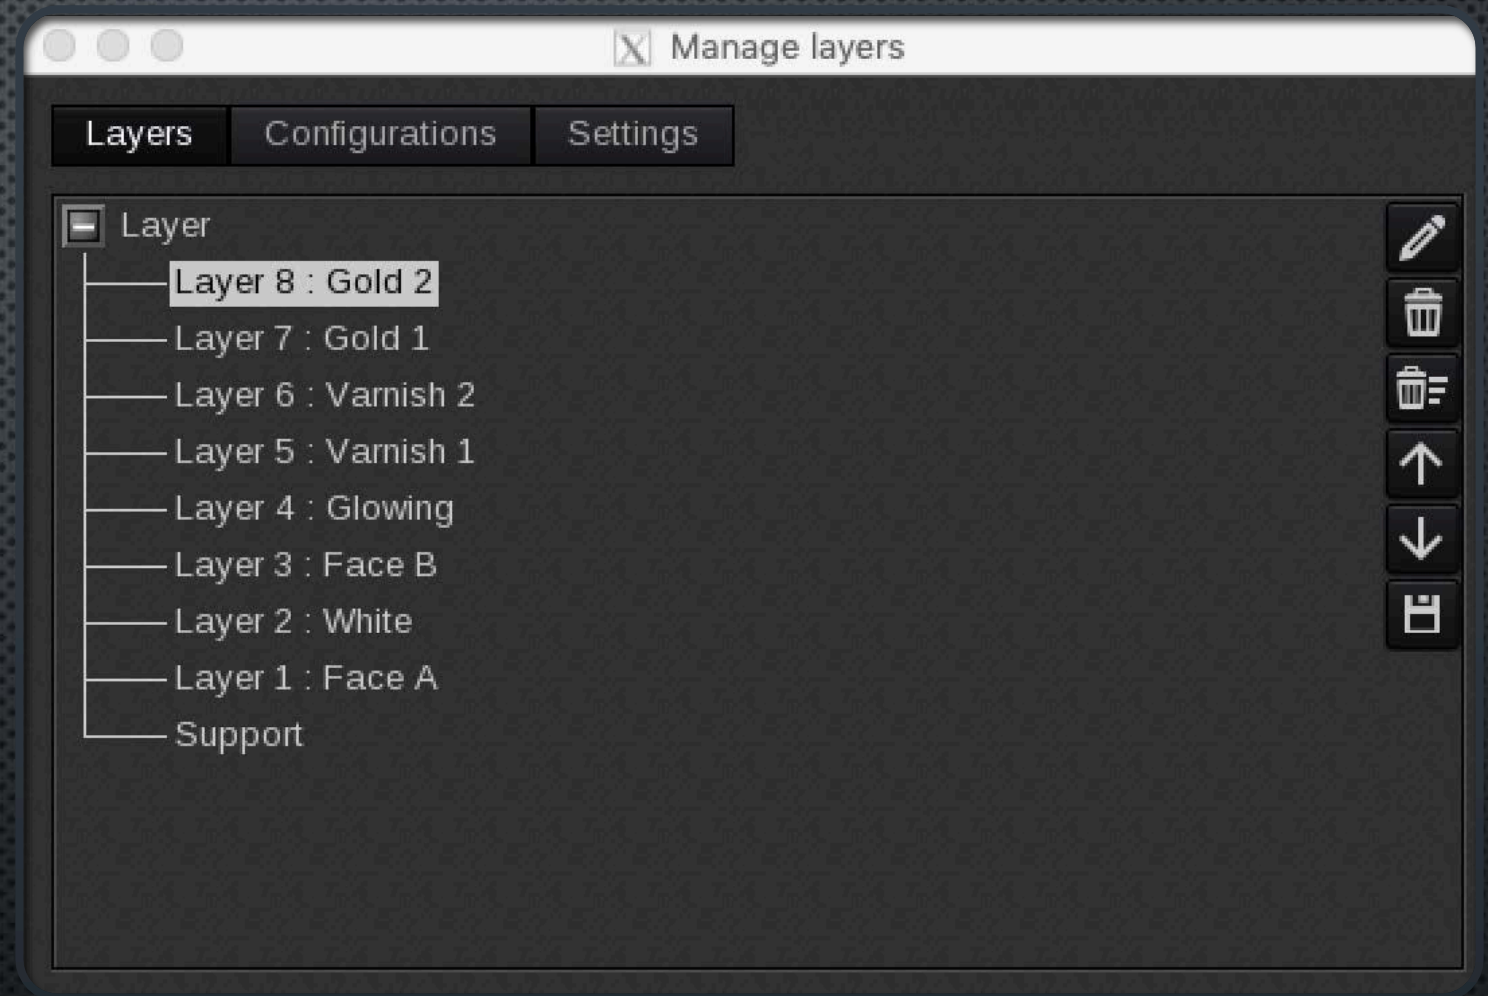 Manage layers
Layers Configurations Settings
Layer
Layer 8 : Gold 2
Layer 7 : Gold 1
Layer 6 : Varnish 2
Layer 5 : Varnish 1
Layer 4 : Glowing
Layer 3 : Face B
Layer 2 : White
Layer 1 : Face A
Support